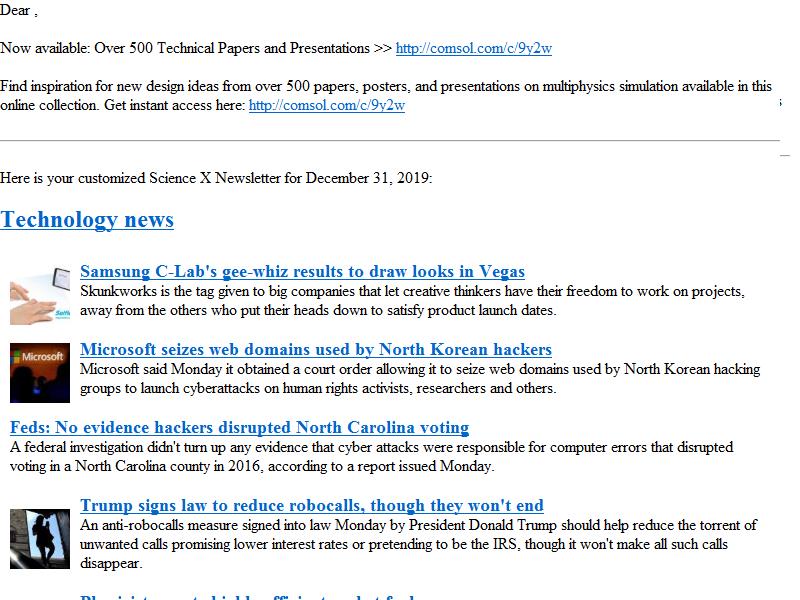 Dear ,
Now available: Over 500 Technical Papers and Presentations >> http://comsol.com/c/9y2w
Find inspiration for new design ideas from over 500 papers, posters, and presentations on multiphysics simulation available in this
online collection. Get instant access here: http://comsol.com/c/9y2w
Here is your customized Science X Newsletter for December 31, 2019:
Technology news
Samsung C-Lab's gee-whiz results to draw looks in Vegas
Skunkworks is the tag given to big companies that let creative thinkers have their freedom to work on projects,
away from the others who put their heads down to satisfy product launch dates.
Microsoft
Microsoft seizes web domains used by North Korean hackers
Microsoft said Monday it obtained a court order allowing it to seize web domains used by North Korean hacking
groups to launch cyberattacks on human rights activists, researchers and others.
Feds: No evidence hackers disrupted North Carolina voting
A federal investigation didn't turn up any evidence that cyber attacks were responsible for computer errors that disrupted
voting in a North Carolina county in 2016, according to a report issued Monday.
Trump signs law to reduce robocalls, though they won't end
An anti-robocalls measure signed into law Monday by President Donald Trump should help reduce the torrent of
unwanted calls promising lower interest rates or pretending to be the IRS, though it won't make all such calls
disappear.